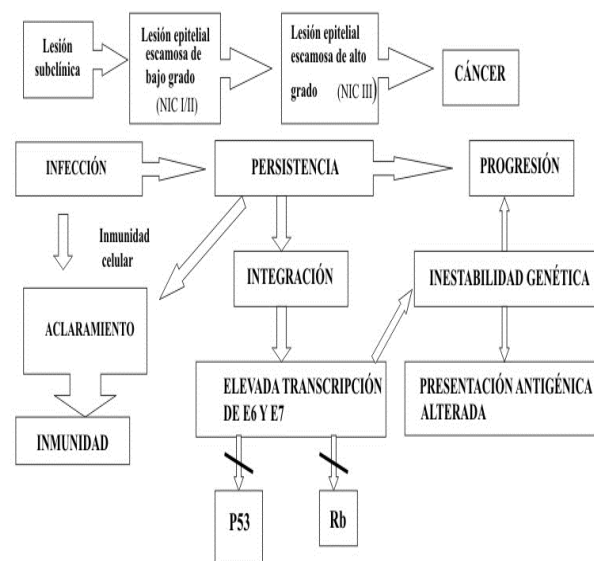 Lesión
subclínica
Lesión epitelial
escamosa de
bajo grado
(NIC I/II)
Lesión epitelial
escamosa de alto
grado (NIC III)
CÁNCER
INFECCIÓN
PERSISTENCIA
PROGRESIÓN
Inmunidad
celular
INTEGRACIÓN
INESTABILIDAD GENÉTICA
ACLARAMIENTO
ELEVADA TRANSCRIPCIÓN
DE E6 Y E7
PRESENTACIÓN ANTIGÉNICA
ALTERADA
INMUNIDAD
P53
Rb